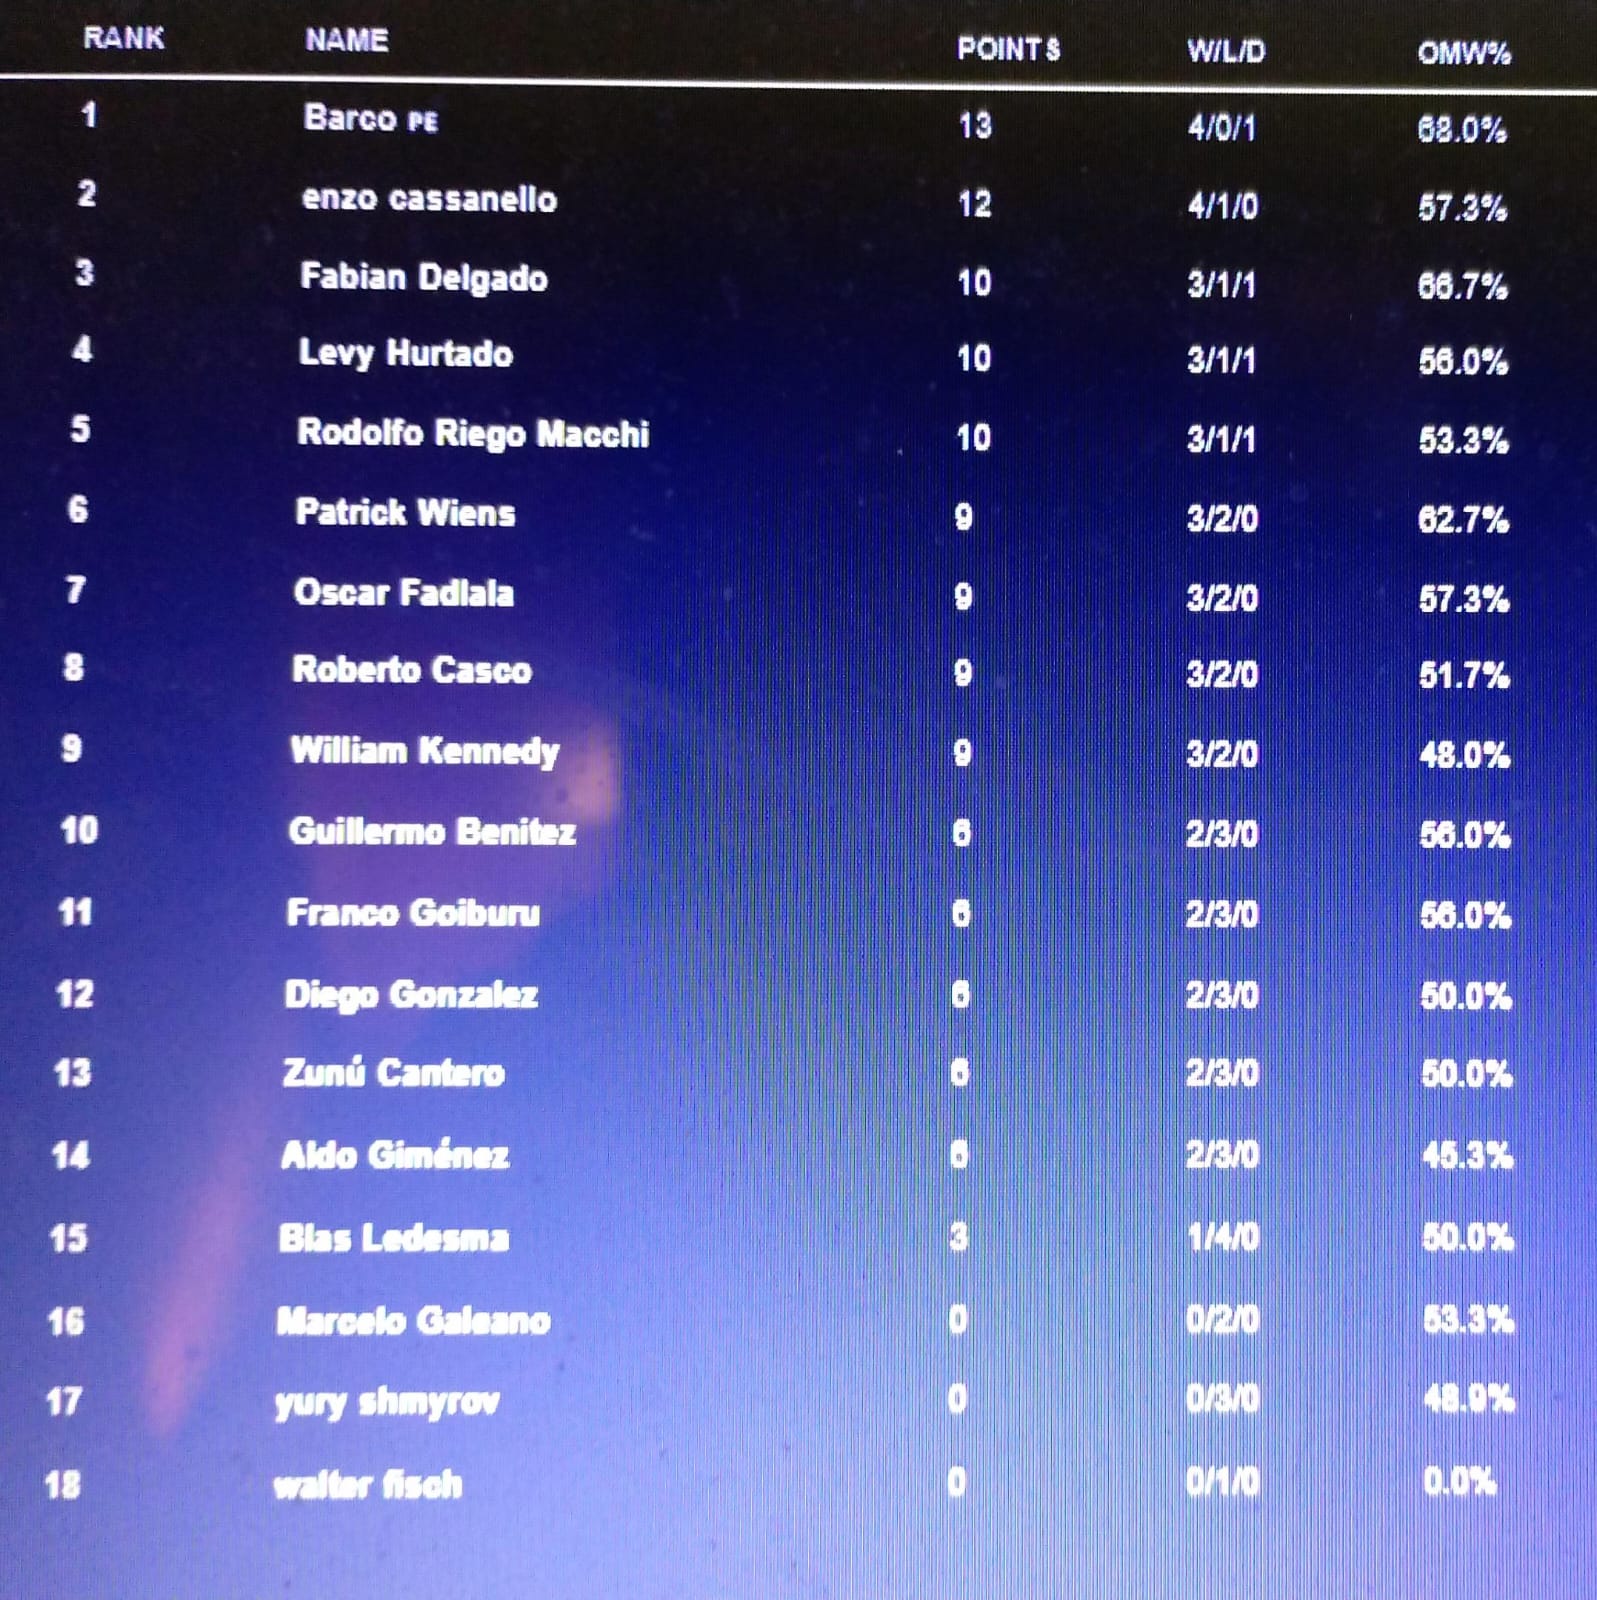 RANK NAME POINTS W/L/D OMW%
1 Barco PE 13 4/0/1 68.0%
2 enzo cassanello 12 4/1/0 57.3%
3 Fabian Delgado 10 3/1/1 66.7%
4 Levy Hurtado 10 3/1/1 56.0%
5 Rodolfo Riego Macchi 10 3/1/1 53.3%
6 Patrick Wiens 9 3/2/0 62.7%
7 Oscar Fadlala 9 3/2/0 57.3%
8 Roberto Casco 9 3/2/0 51.7%
9 William Kennedy 9 3/2/0 48.0%
10 Guillermo Benitez 6 2/3/0 56.0%
11 Franco Goiburu 6 2/3/0 56.0%
12 Diego Gonzalez 6 2/3/0 50.0%
13 Zunú Cantero 6 2/3/0 50.0%
14 Aldo Giménez 6 2/3/0 45.3%
15 Blas Ledesma 3 1/4/0 50.0%
16 Marcelo Galeano 0 0/2/0 53.3%
17 yury shmyrov 0 0/3/0 48.9%
18 walter fisch 0 0/1/0 0.0%